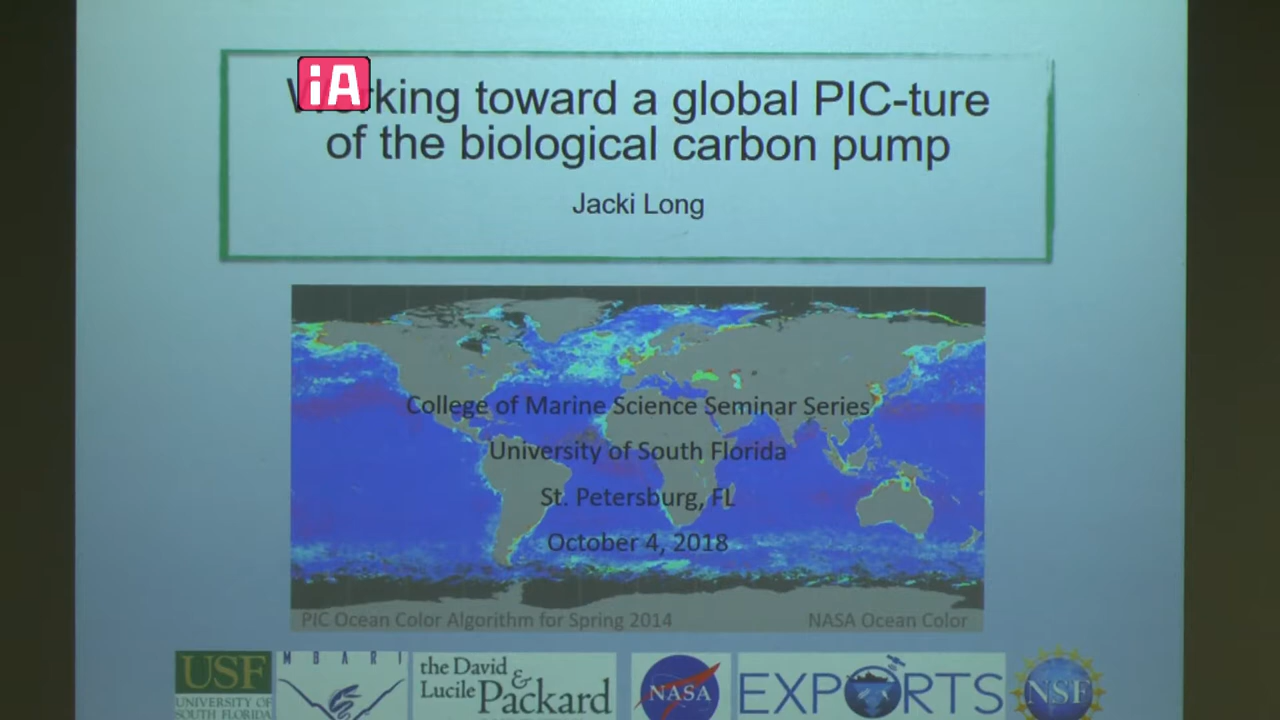 iA
king toward a global PIC-ture
of the biological carbon pump
Jacki Long
College of Marine Science Seminar Series
University of South Florida
St. Petersburg, FL
October 4, 2018
PIC Ocean Color Algorithm for Spring 2014
NASA Ocean Color
USF
UNIVERSITY OF
SOUTH FLORIDA
MBARI
the David &
Lucile Packard
NASA
EXPORTS
NSF